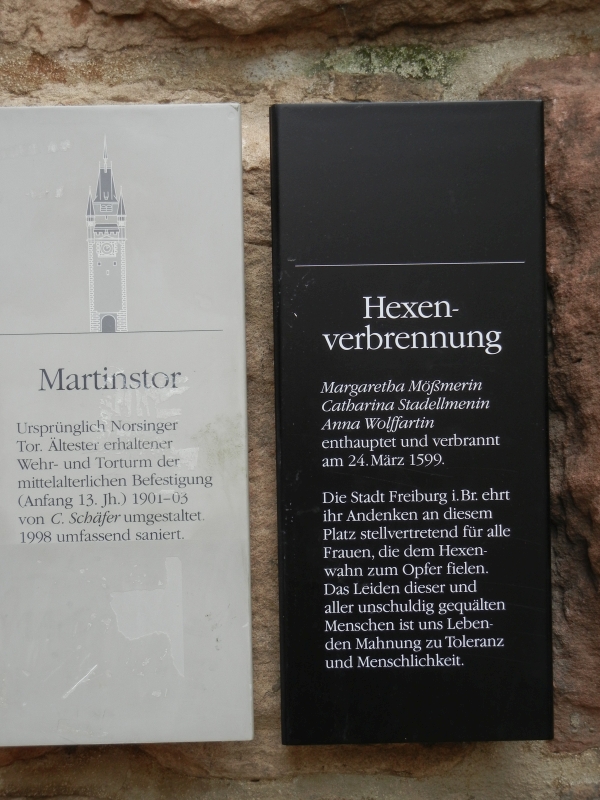 Martinstor
Ursprünglich Norsinger
Tor. Ältester erhaltener
Wehr- und Torturm der
mittelalterlichen Befestigung
(Anfang 13. Jh.) 1901–03
von C. Schäfer umgestaltet.
1998 umfassend saniert.
Hexen-
verbrennung
Margaretha Mößmerin
Catharina Stadellmenin
Anna Wolffartin
enthauptet und verbrannt
am 24. März 1599.
Die Stadt Freiburg i. Br. ehrt
ihr Andenken an diesem
Platz stellvertretend für alle
Frauen, die dem Hexen-
wahn zum Opfer fielen.
Das Leiden dieser und
aller unschuldig gequälten
Menschen ist uns Leben-
den Mahnung zu Toleranz
und Menschlichkeit.